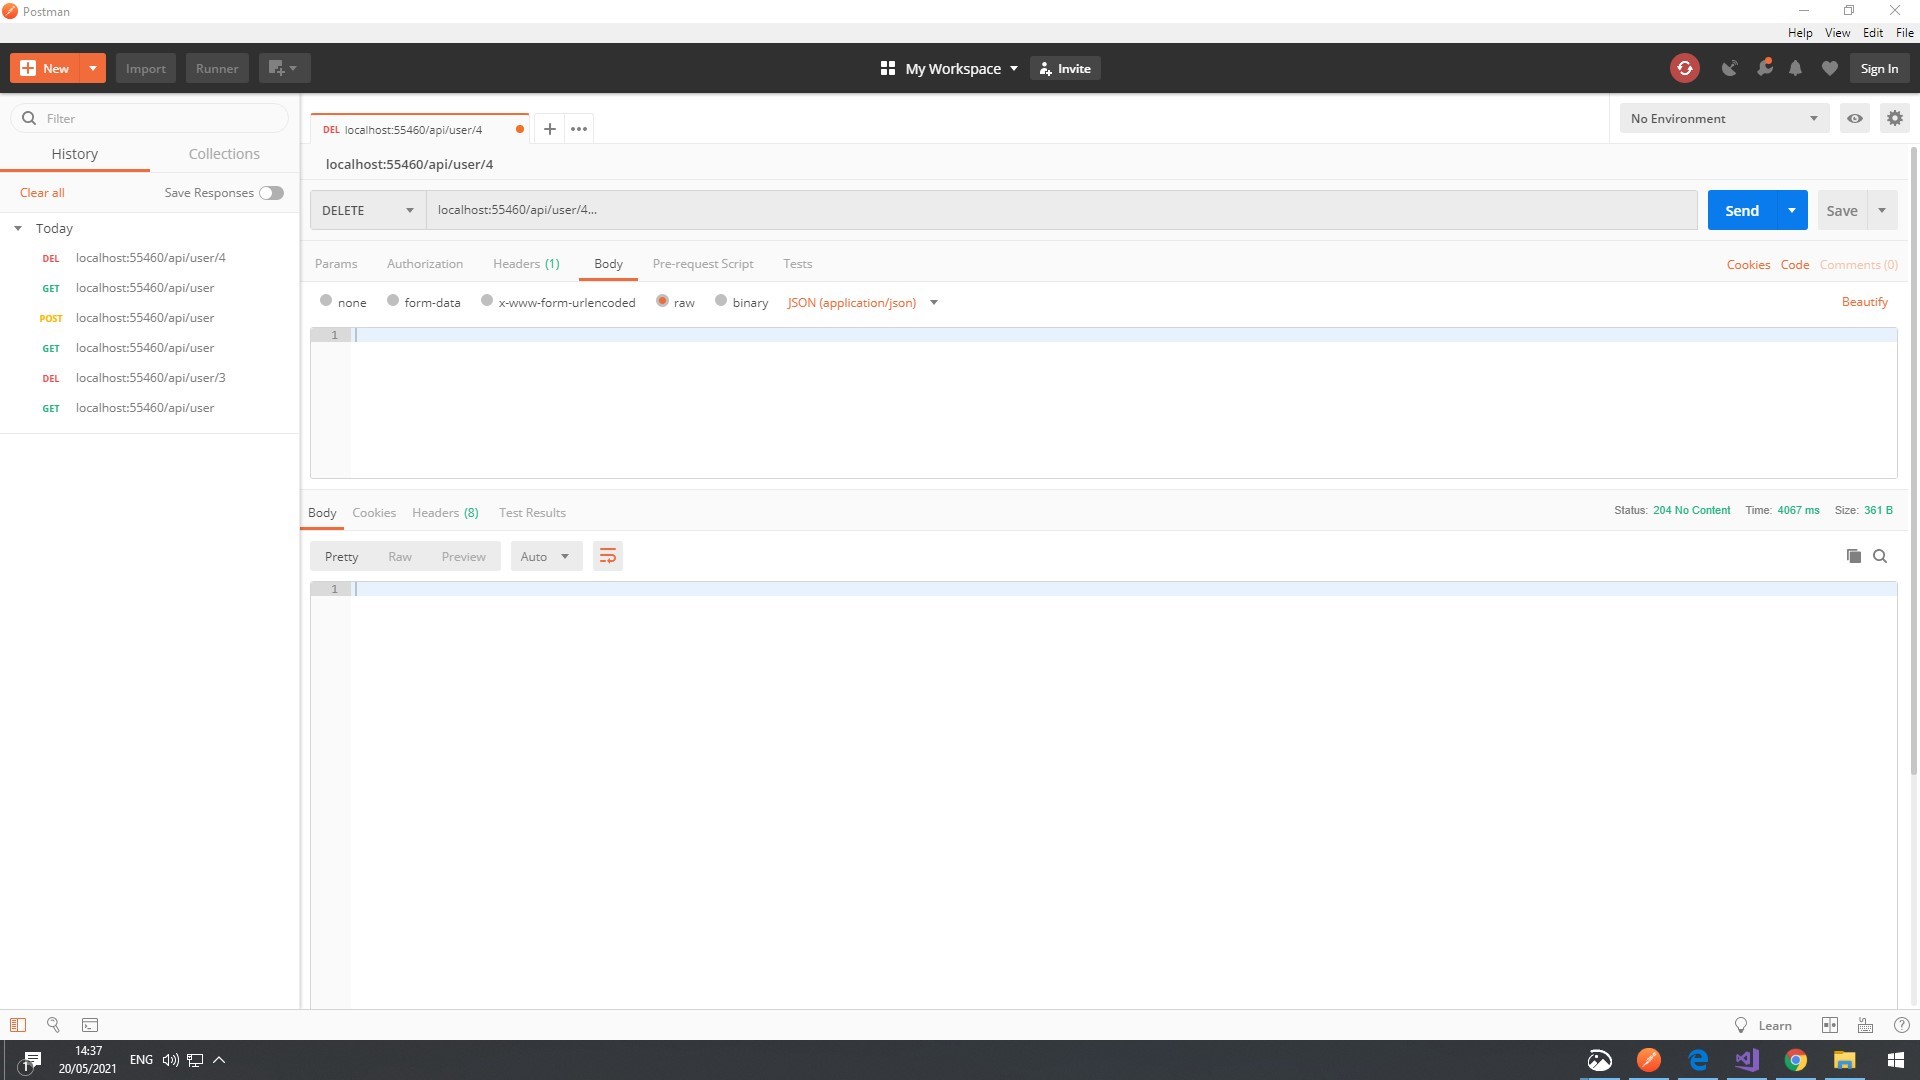 Postman
Help View Edit File
New Import Runner My Workspace Invite Sign In
Filter
History Collections
Clear all Save Responses
Today
DEL localhost:55460/api/user/4
GET localhost:55460/api/user
POST localhost:55460/api/user
GET localhost:55460/api/user
DEL localhost:55460/api/user/3
GET localhost:55460/api/user
DEL localhost:55460/api/user/4
No Environment
localhost:55460/api/user/4
DELETE localhost:55460/api/user/4... Send Save
Params Authorization Headers (1) Body Pre-request Script Tests Cookies Code Comments (0)
none form-data x-www-form-urlencoded raw binary JSON (application/json) Beautify
1
Body Cookies Headers (8) Test Results Status: 204 No Content Time: 4067 ms Size: 361 B
Pretty Raw Preview Auto
1
Learn
1 14:37 ENG
20/05/2021